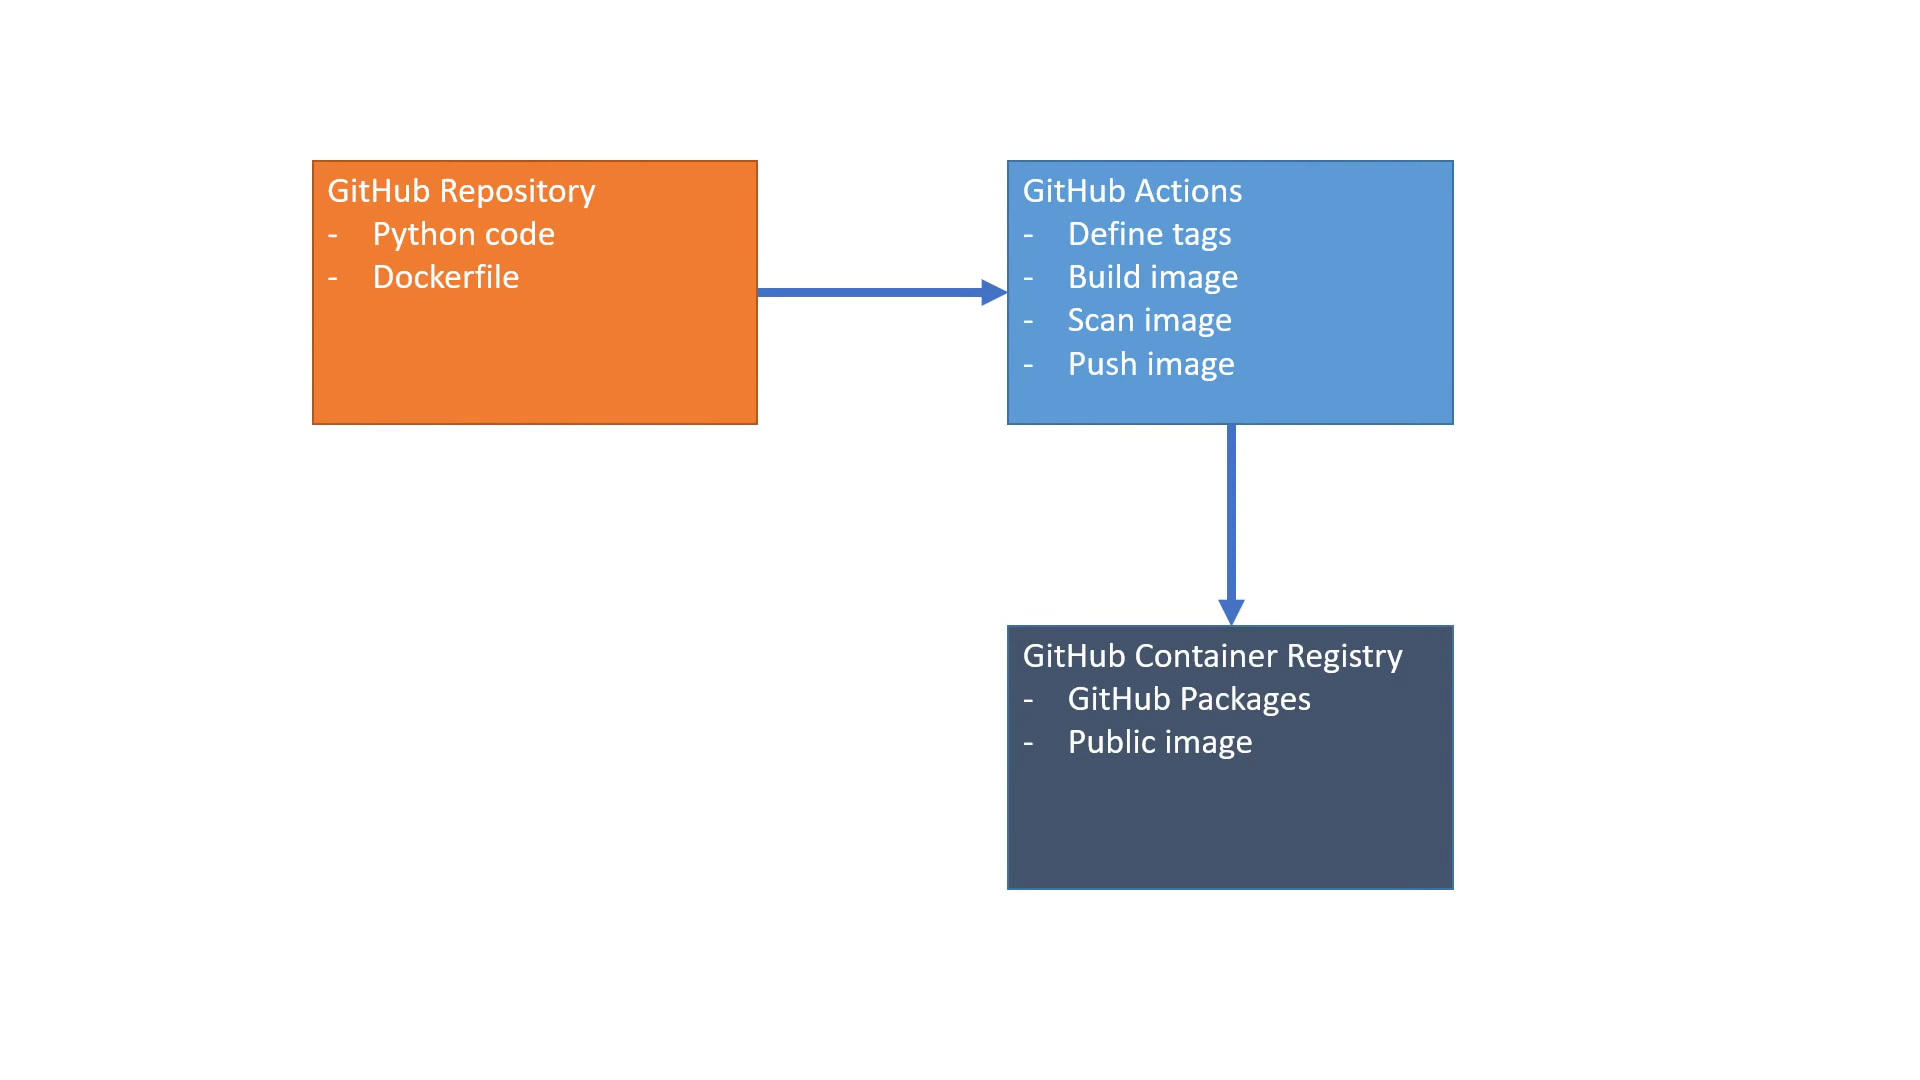 GitHub Repository
- Python code
- Dockerfile
GitHub Actions
- Define tags
- Build image
- Scan image
- Push image
GitHub Container Registry
- GitHub Packages
- Public image